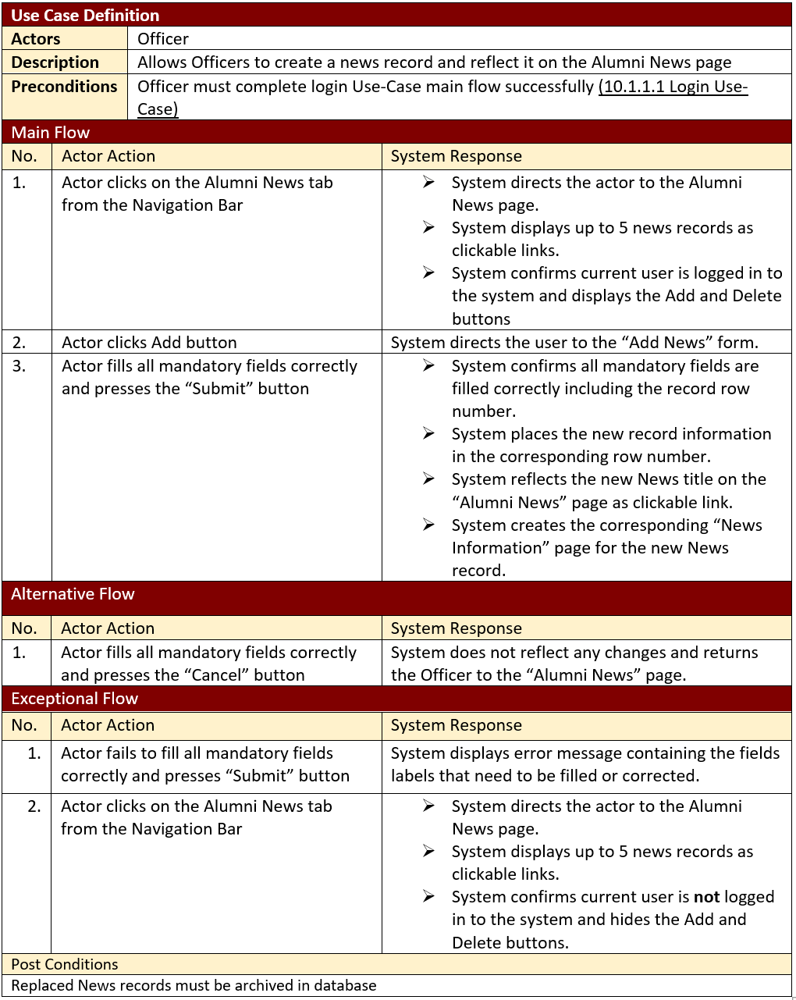 Use Case Definition
Actors Officer
Description Allows Officers to create a news record and reflect it on the Alumni News page
Preconditions Officer must complete login Use-Case main flow successfully (10.1.1.1 Login Use-
Case)
Main Flow
No. Actor Action System Response
1. Actor clicks on the Alumni News tab
from the Navigation Bar
➢ System directs the actor to the Alumni
News page.
➢ System displays up to 5 news records as
clickable links.
➢ System confirms current user is logged in to
the system and displays the Add and Delete
buttons
2. Actor clicks Add button System directs the user to the “Add News” form.
3. Actor fills all mandatory fields correctly
and presses the “Submit” button
➢ System confirms all mandatory fields are
filled correctly including the record row
number.
➢ System places the new record information
in the corresponding row number.
➢ System reflects the new News title on the
“Alumni News” page as clickable link.
➢ System creates the corresponding “News
Information” page for the new News
record.
Alternative Flow
No. Actor Action System Response
1. Actor fills all mandatory fields correctly
and presses the “Cancel” button
System does not reflect any changes and returns
the Officer to the “Alumni News” page.
Exceptional Flow
No. Actor Action System Response
1. Actor fails to fill all mandatory fields
correctly and presses “Submit” button
System displays error message containing the fields
labels that need to be filled or corrected.
2. Actor clicks on the Alumni News tab
from the Navigation Bar
➢ System directs the actor to the Alumni
News page.
➢ System displays up to 5 news records as
clickable links.
➢ System confirms current user is not logged
in to the system and hides the Add and
Delete buttons.
Post Conditions
Replaced News records must be archived in database